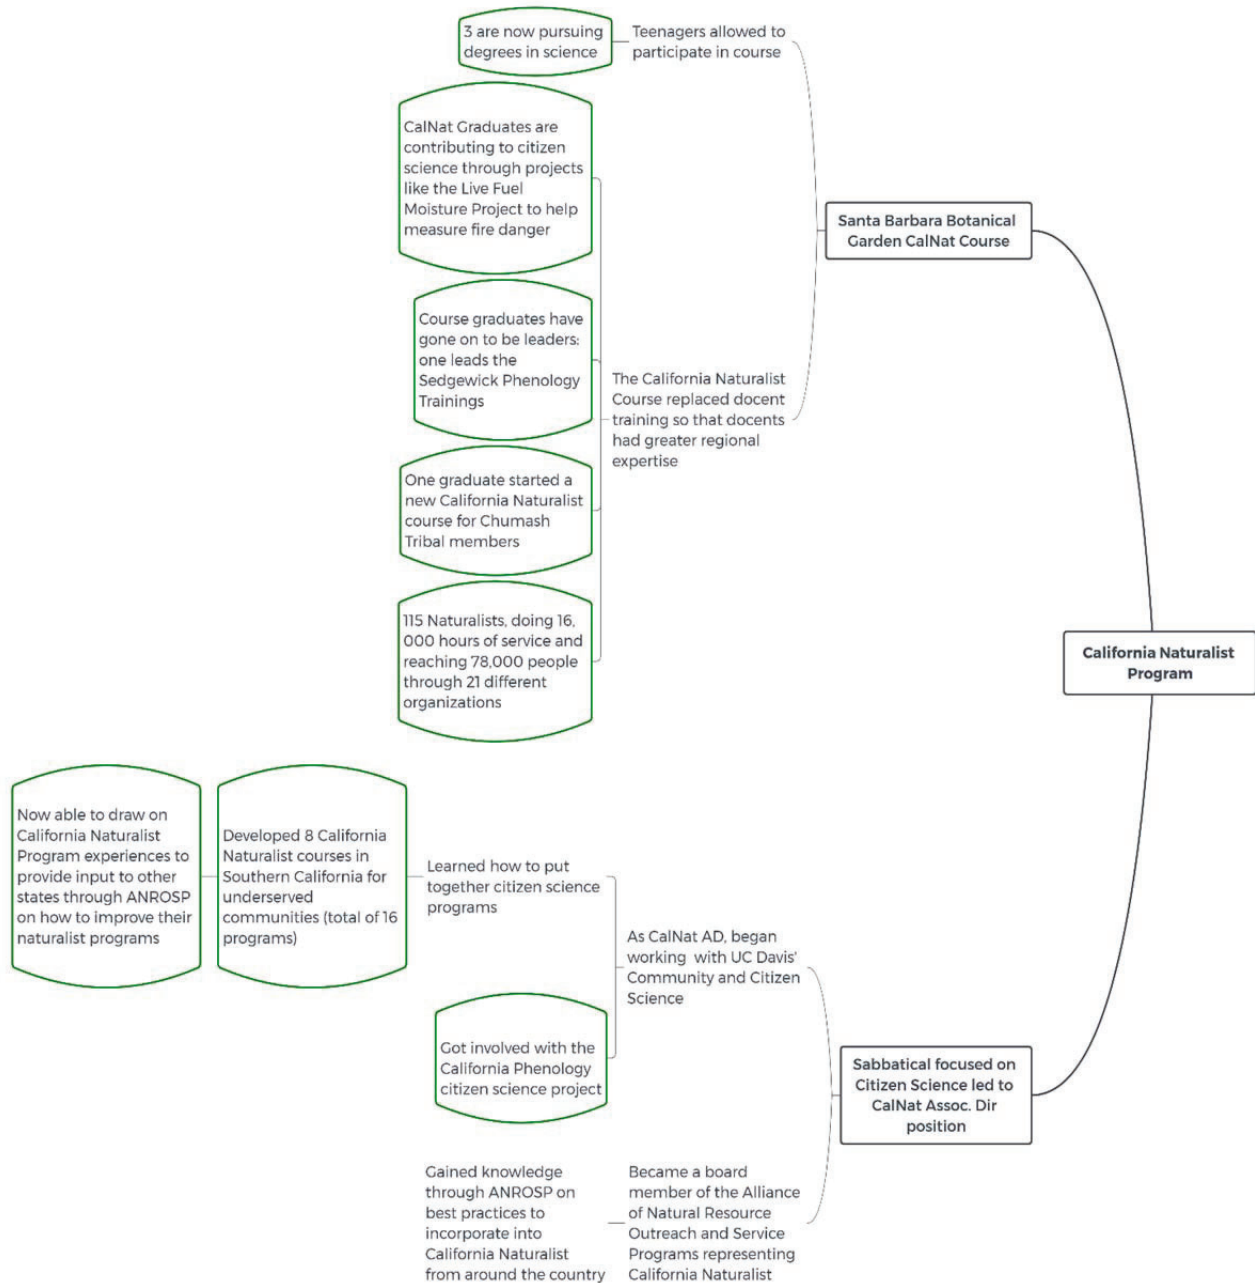 3 are now pursuing
degrees in science
Teenagers allowed to
participate in course
CalNat Graduates are
contributing to citizen
science through projects
like the Live Fuel
Moisture Project to help
measure fire danger
Santa Barbara Botanical
Garden CalNat Course
Course graduates have
gone on to be leaders:
one leads the
Sedgewick Phenology
Trainings
The California Naturalist
Course replaced docent
training so that docents
had greater regional
expertise
One graduate started a
new California Naturalist
course for Chumash
Tribal members
115 Naturalists, doing 16,
000 hours of service and
reaching 78,000 people
through 21 different
organizations
California Naturalist
Program
Now able to draw on
California Naturalist
Program experiences to
provide input to other
states through ANROSP
on how to improve their
naturalist programs
Developed 8 California
Naturalist courses in
Southern California for
underserved
communities (total of 16
programs)
Learned how to put
together citizen science
programs
As CalNat AD, began
working with UC Davis'
Community and Citizen
Science
Got involved with the
California Phenology
citizen science project
Sabbatical focused on
Citizen Science led to
CalNat Assoc. Dir
position
Gained knowledge
through ANROSP on
best practices to
incorporate into
California Naturalist
from around the country
Became a board
member of the Alliance
of Natural Resource
Outreach and Service
Programs representing
California Naturalist